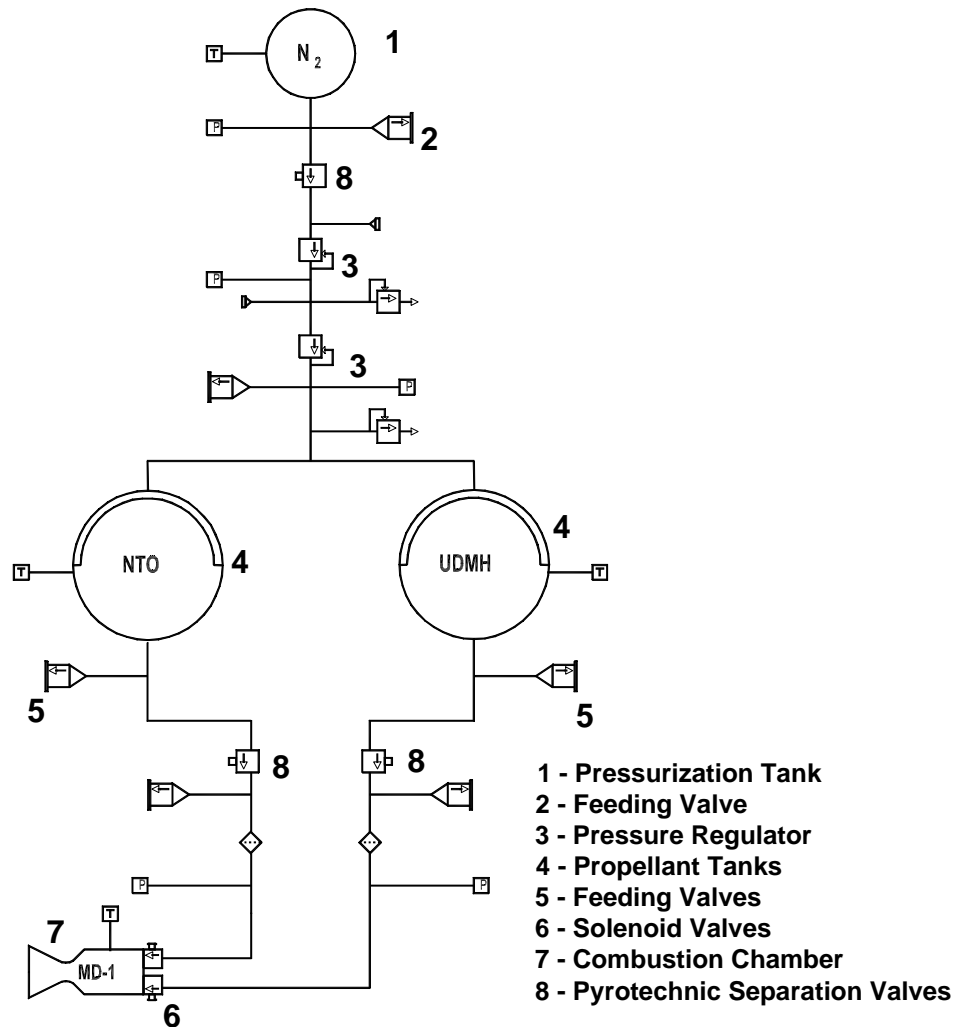 1
T
N2
P
2
8
3
P
3
P
4
4
NTO
UDMH
T
T
5
5
8
8
1 - Pressurization Tank
2 - Feeding Valve
3 - Pressure Regulator
4 - Propellant Tanks
5 - Feeding Valves
6 - Solenoid Valves
7 - Combustion Chamber
8 - Pyrotechnic Separation Valves
P
P
T
7
MD-1
6